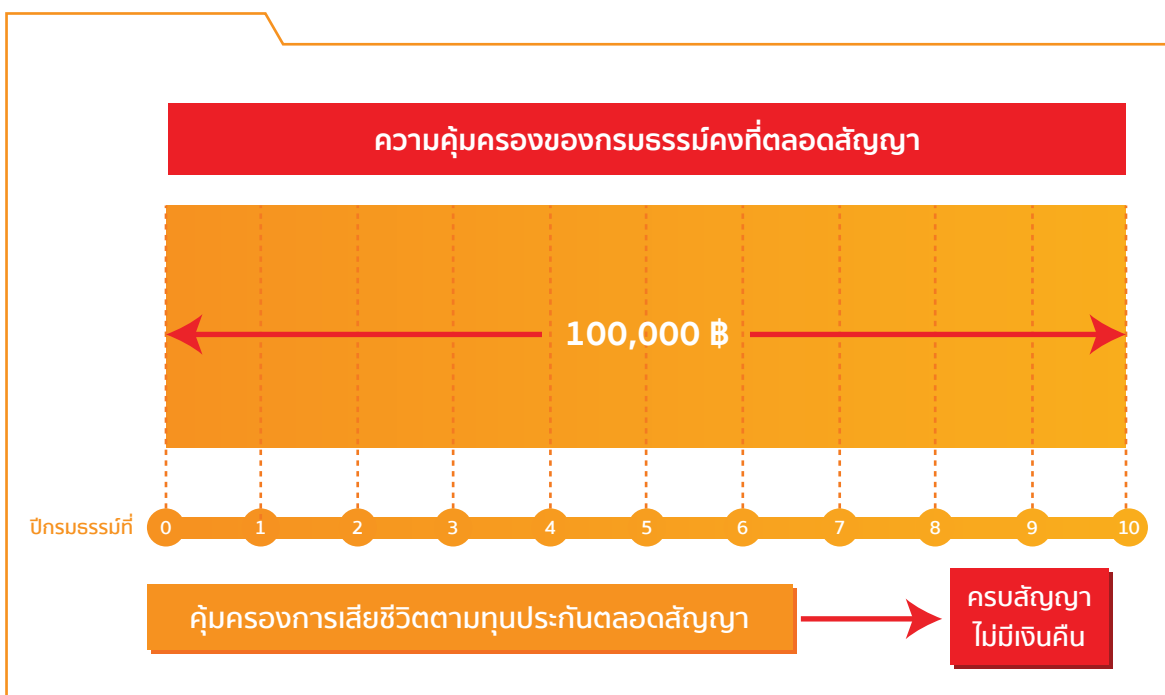 ความคุ้มครองของกรมธรรม์คงที่ตลอดสัญญา
100,000 ฿
ปีกรมธรรม์ที่ 0 1 2 3 4 5 6 7 8 9 10
คุ้มครองการเสียชีวิตตามทุนประกันตลอดสัญญา
ครบสัญญา
ไม่มีเงินคืน